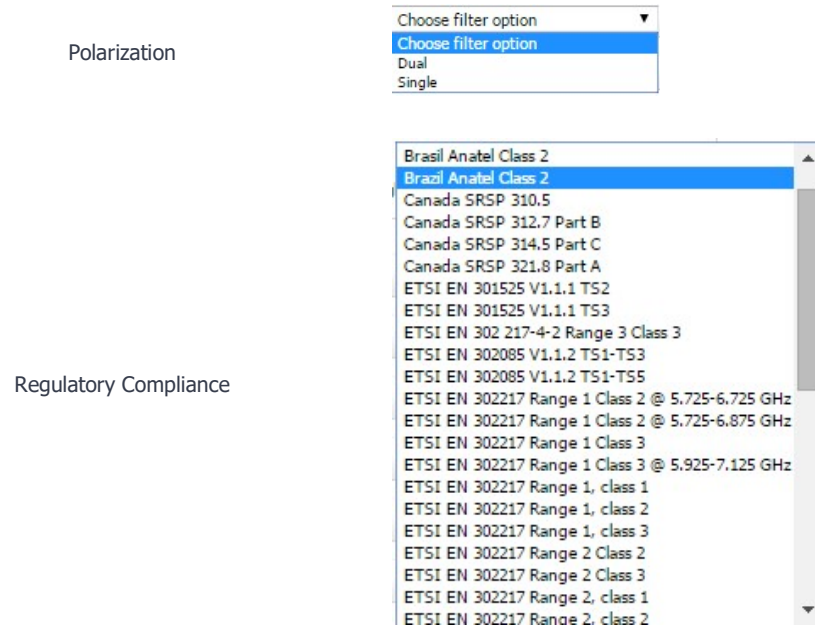 Polarization
Choose filter option
Choose filter option
Dual
Single
Regulatory Compliance
Brasil Anatel Class 2
Brazil Anatel Class 2
Canada SRSP 310.5
Canada SRSP 312.7 Part B
Canada SRSP 314.5 Part C
Canada SRSP 321.8 Part A
ETSI EN 301525 V1.1.1 TS2
ETSI EN 301525 V1.1.1 TS3
ETSI EN 302 217-4-2 Range 3 Class 3
ETSI EN 302085 V1.1.2 TS1-TS3
ETSI EN 302085 V1.1.2 TS1-TS5
ETSI EN 302217 Range 1 Class 2 @ 5.725-6.725 GHz
ETSI EN 302217 Range 1 Class 2 @ 5.725-6.875 GHz
ETSI EN 302217 Range 1 Class 3
ETSI EN 302217 Range 1 Class 3 @ 5.925-7.125 GHz
ETSI EN 302217 Range 1, class 1
ETSI EN 302217 Range 1, class 2
ETSI EN 302217 Range 1, class 3
ETSI EN 302217 Range 2 Class 2
ETSI EN 302217 Range 2 Class 3
ETSI EN 302217 Range 2, class 1
ETSI EN 302217 Range 2, class 2